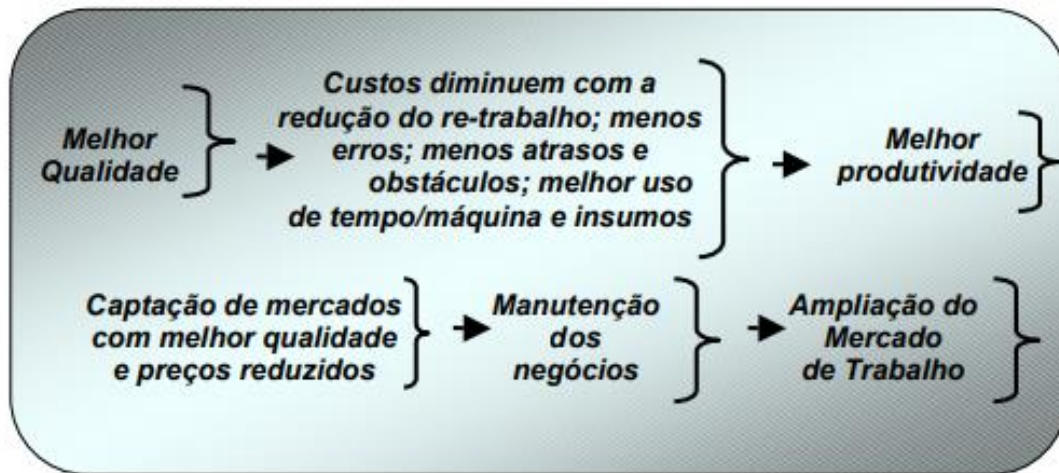 Melhor
Qualidade
Custos diminuem com a
redução do re-trabalho; menos
erros; menos atrasos e
obstáculos; melhor uso
de tempo/máquina e insumos
Melhor
produtividade
Captação de mercados
com melhor qualidade
e preços reduzidos
Manutenção
dos
negócios
Ampliação do
Mercado
de Trabalho